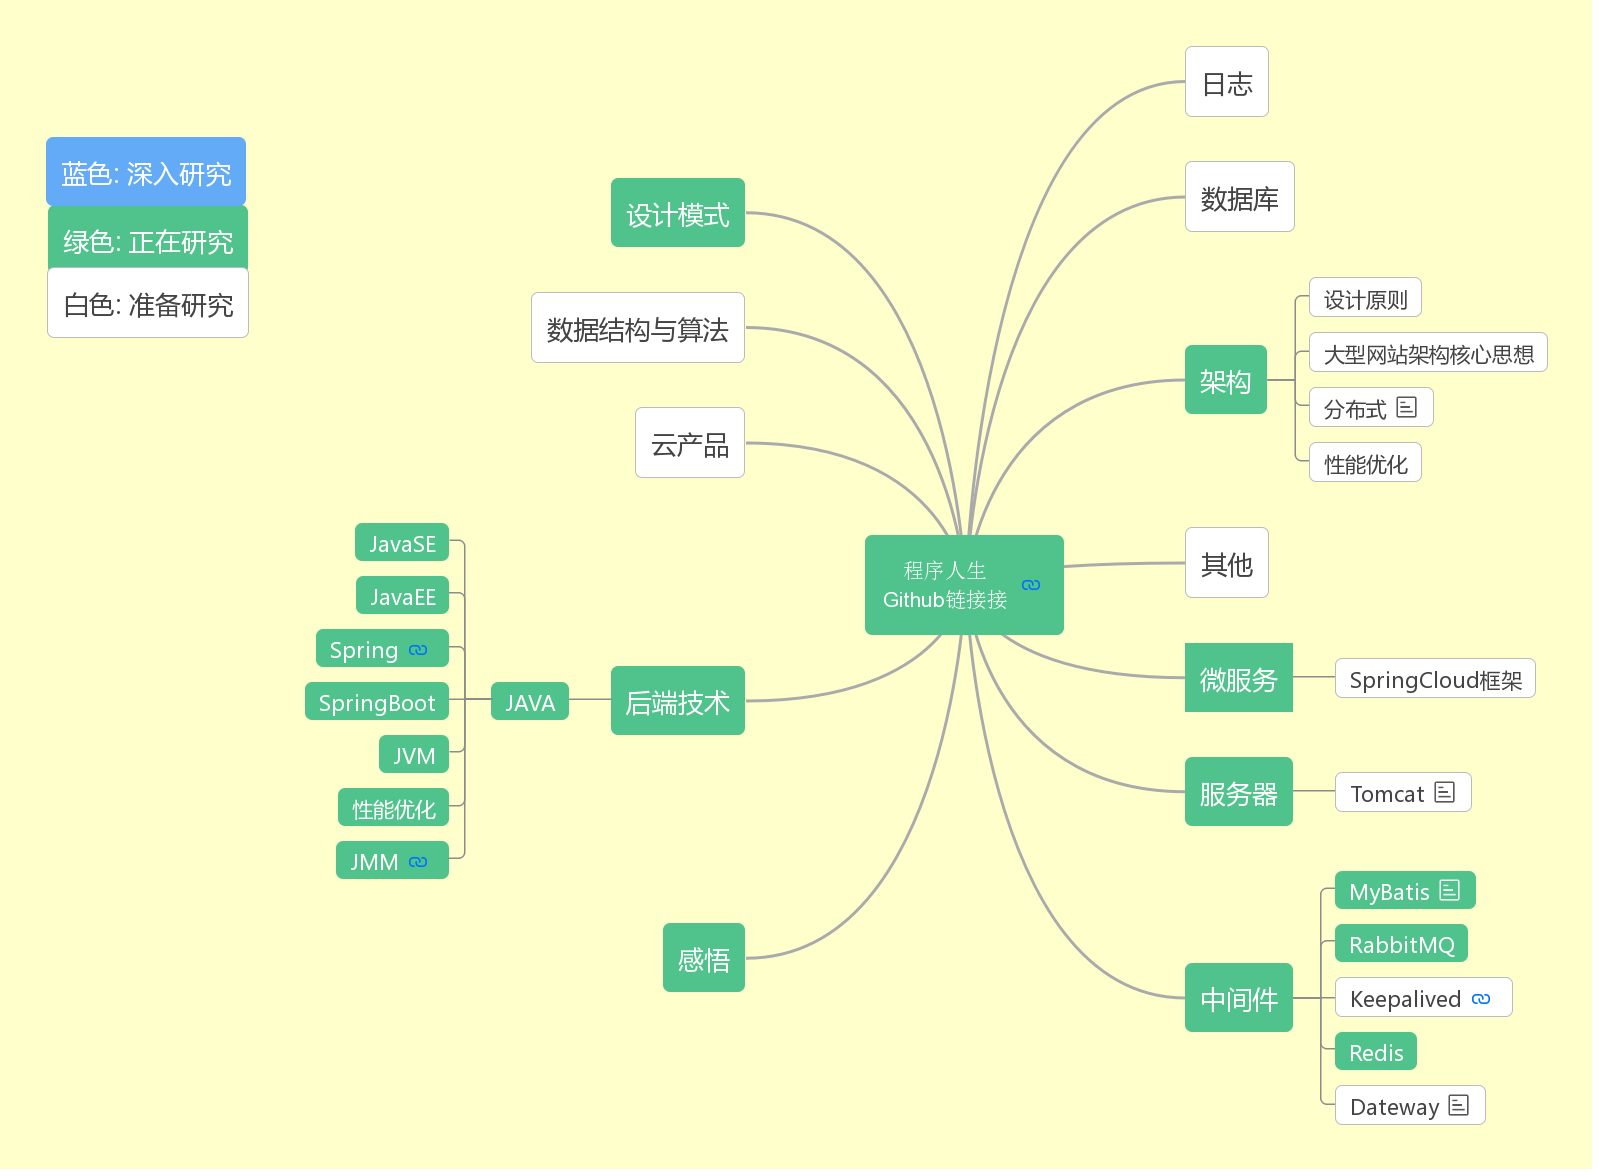 蓝色: 深入研究
绿色: 正在研究
白色: 准备研究
设计模式
数据结构与算法
云产品
JavaSE
JavaEE
Spring
SpringBoot
JVM
性能优化
JMM
JAVA
后端技术
感悟
程序人生
Github链接接
日志
数据库
架构
设计原则
大型网站架构核心思想
分布式
性能优化
其他
微服务
SpringCloud框架
服务器
Tomcat
中间件
MyBatis
RabbitMQ
Keepalived
Redis
Dateway